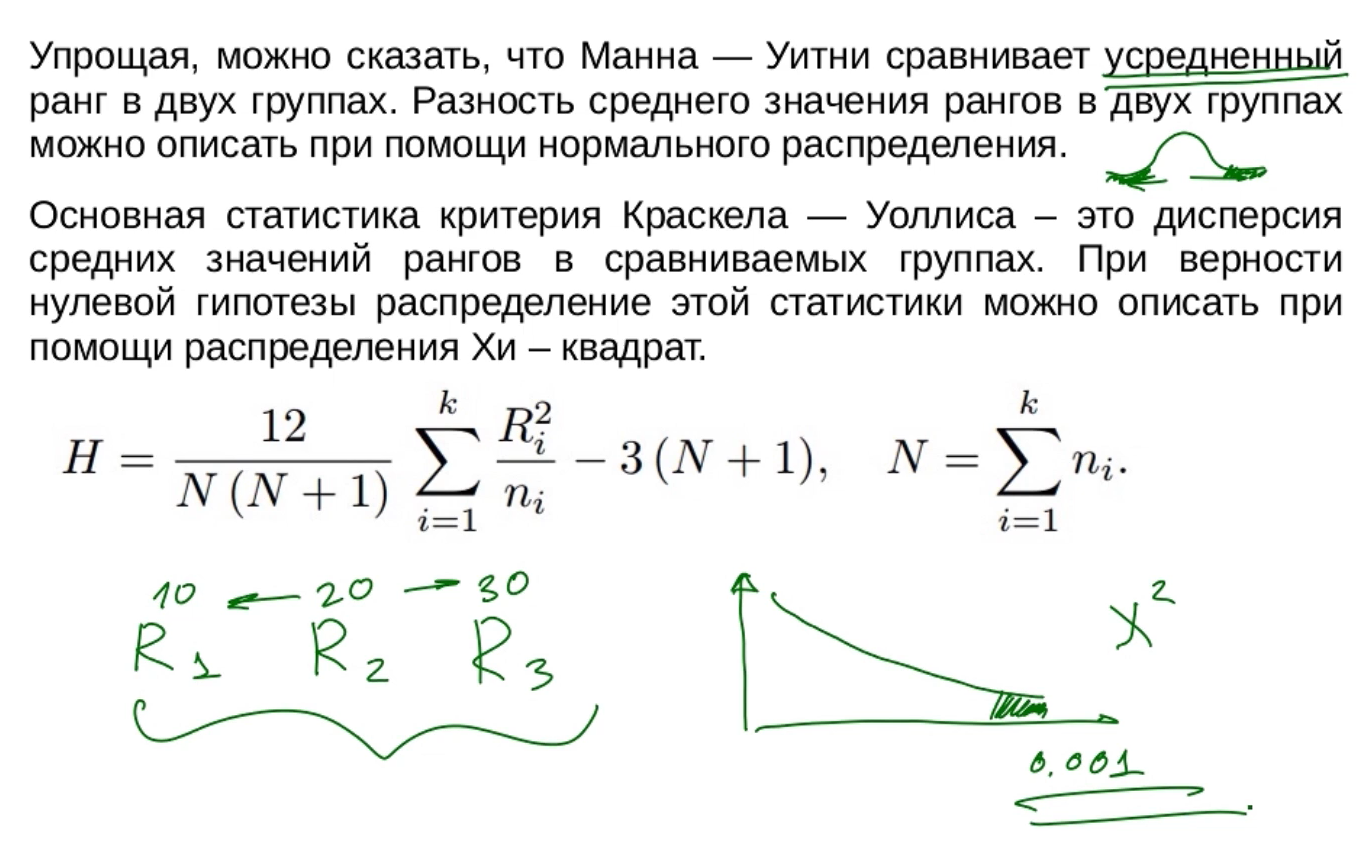 Упрощая, можно сказать, что Манна — Уитни сравнивает усредненный
ранг в двух группах. Разность среднего значения рангов в двух группах
можно описать при помощи нормального распределения.
Основная статистика критерия Краскела — Уоллиса – это дисперсия
средних значений рангов в сравниваемых группах. При верности
нулевой гипотезы распределение этой статистики можно описать при
помощи распределения Хи – квадрат.
H = \frac{12}{N(N+1)} \sum_{i=1}^{k} \frac{R_i^2}{n_i} - 3(N+1), N = \sum_{i=1}^{k} n_i.
10 ← 20 → 30
R_1 R_2 R_3
X^2
0.001